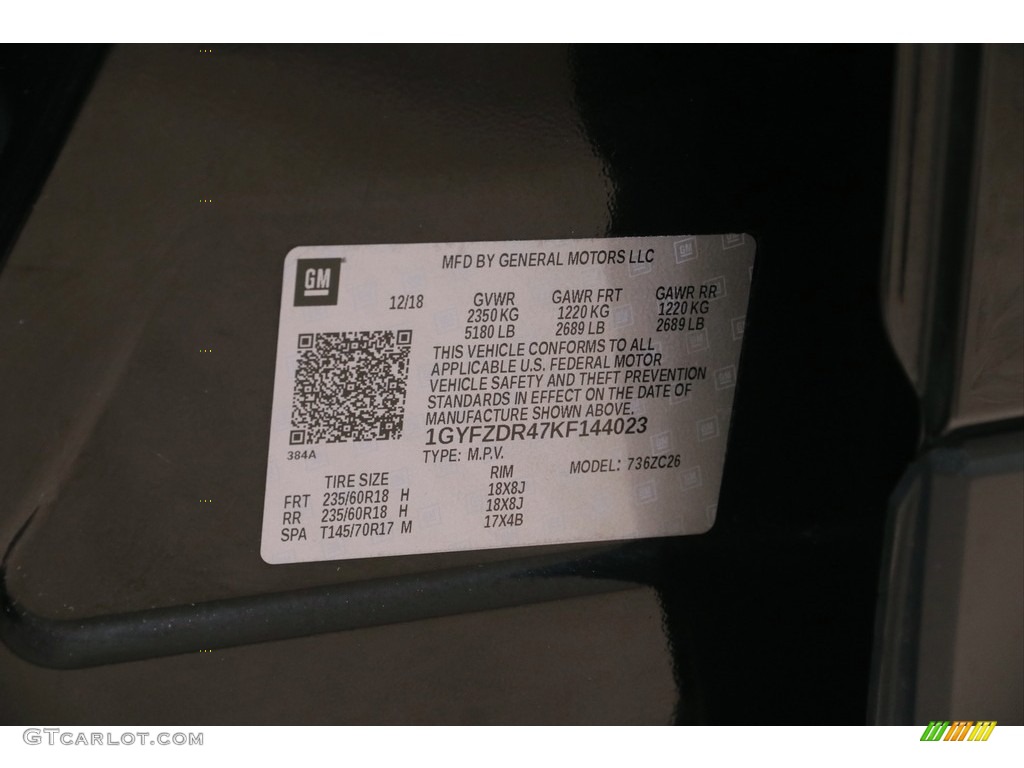 GM
MFD BY GENERAL MOTORS LLC
12/18
GVWR
2350 KG
5180 LB
GAWR FRT
1220 KG
2689 LB
GAWR RR
1220 KG
2689 LB
THIS VEHICLE CONFORMS TO ALL
APPLICABLE U.S. FEDERAL MOTOR
VEHICLE SAFETY AND THEFT PREVENTION
STANDARDS IN EFFECT ON THE DATE OF
MANUFACTURE SHOWN ABOVE.
1GYFZDR47KF144023
384A
TYPE: M.P.V.
MODEL: 736ZC26
TIRE SIZE RIM
FRT 235/60R18 H 18X8J
RR 235/60R18 H 18X8J
SPA T145/70R17 M 17X4B
GTcarlot.com